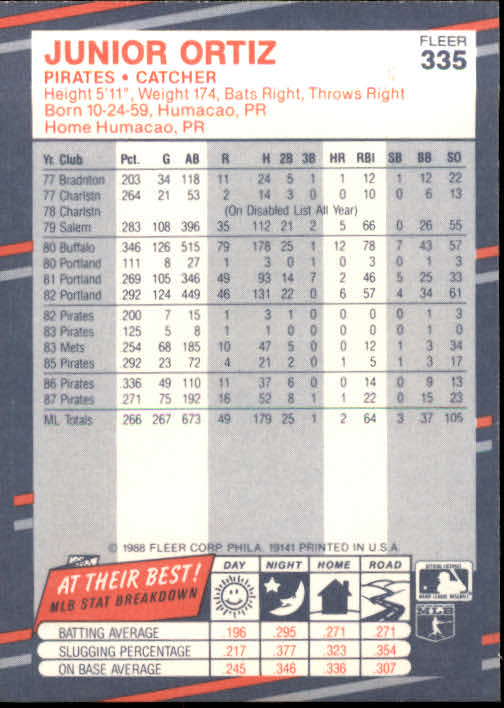 JUNIOR ORTIZ
FLEER
335
PIRATES • CATCHER
Height 5'11", Weight 174, Bats Right, Throws Right
Born 10-24-59, Humacao, PR
Home Humacao, PR
Yr. Club Pct. G AB R H 2B 3B HR RBI SB BB SO
77 Bradnton 203 34 118 11 24 5 1 1 12 1 12 22
77 Charlstn 264 21 53 2 14 3 0 0 10 0 6 13
78 Charlstn (On Disabled List All Year)
79 Salem 283 108 396 35 112 21 2 5 66 0 26 55
80 Buffalo 346 126 515 79 178 25 1 12 78 7 43 57
80 Portland 111 8 27 1 3 0 1 0 3 0 1 3
81 Portland 269 105 346 49 93 14 7 2 46 5 25 33
82 Portland 292 124 449 46 131 22 0 6 57 4 34 61
82 Pirates 200 7 15 1 3 1 0 0 0 0 1 3
83 Pirates 125 5 8 1 1 0 0 0 0 0 1 0
83 Mets 254 68 185 10 47 5 0 0 12 1 3 34
85 Pirates 292 23 72 4 21 2 0 1 5 1 3 17
86 Pirates 336 49 110 11 37 6 0 0 14 0 9 13
87 Pirates 271 75 192 16 52 8 1 1 22 0 15 23
ML Totals 266 267 673 49 179 25 1 2 64 3 37 105
© 1988 FLEER CORP. PHILA. 19141 PRINTED IN U.S.A.
AT THEIR BEST!
MLB STAT BREAKDOWN
DAY NIGHT HOME ROAD
BATTING AVERAGE .196 .295 .271 .271
SLUGGING PERCENTAGE .217 .377 .323 .354
ON BASE AVERAGE .245 .346 .336 .307
MLB